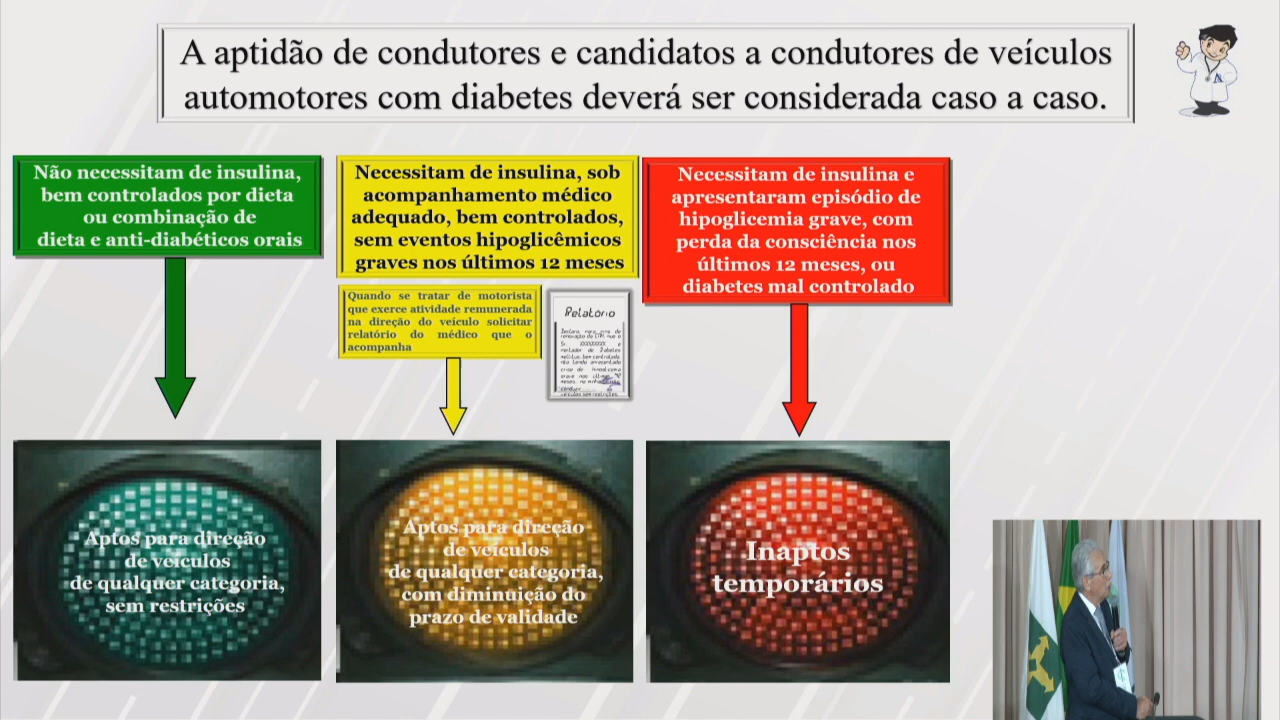 A aptidão de condutores e candidatos a condutores de veículos
automotores com diabetes deverá ser considerada caso a caso.
Não necessitam de insulina,
bem controlados por dieta
ou combinação de
dieta e anti-diabéticos orais
Necessitam de insulina, sob
acompanhamento médico
adequado, bem controlados,
sem eventos hipoglicêmicos
graves nos últimos 12 meses
Necessitam de insulina e
apresentaram episódio de
hipoglicemia grave, com
perda da consciência nos
últimos 12 meses, ou
diabetes mal controlado
Quando se tratar de motorista
que exerce atividade remunerada
na direção do veículo solicitar
relatório do médico que o
acompanha
Relatório
Aptos para direção
de veículos
de qualquer categoria,
sem restrições
Aptos para direção
de veículos
de qualquer categoria,
com diminuição do
prazo de validade
Inaptos
temporários